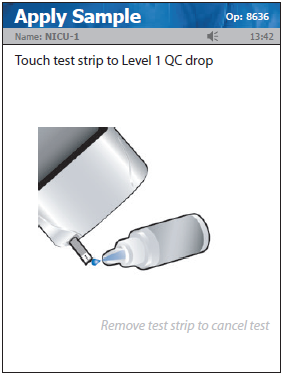 Apply Sample Op: 8636
Name: NICU-1 13:42
Touch test strip to Level 1 QC drop
Remove test strip to cancel test